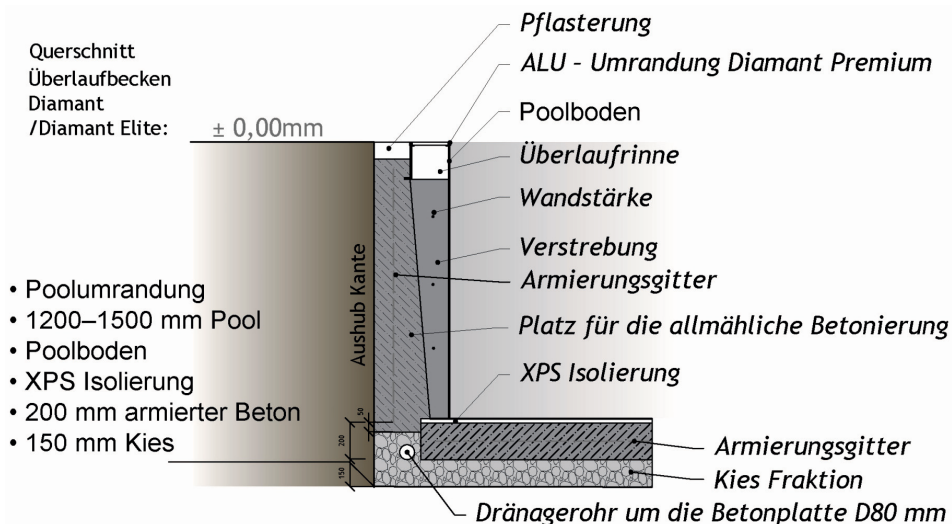 Querschnitt
Überlaufbecken
Diamant
/Diamant Elite:
± 0,00mm
Pflasterung
ALU - Umrandung Diamant Premium
Poolboden
Überlaufrinne
Wandstärke
Verstrebung
Armierungsgitter
Platz für die allmähliche Betonierung
XPS Isolierung
Armierungsgitter
Kies Fraktion
Dränagerohr um die Betonplatte D80 mm
Aushub Kante
• Poolumrandung
• 1200–1500 mm Pool
• Poolboden
• XPS Isolierung
• 200 mm armierter Beton
• 150 mm Kies
50
200
150